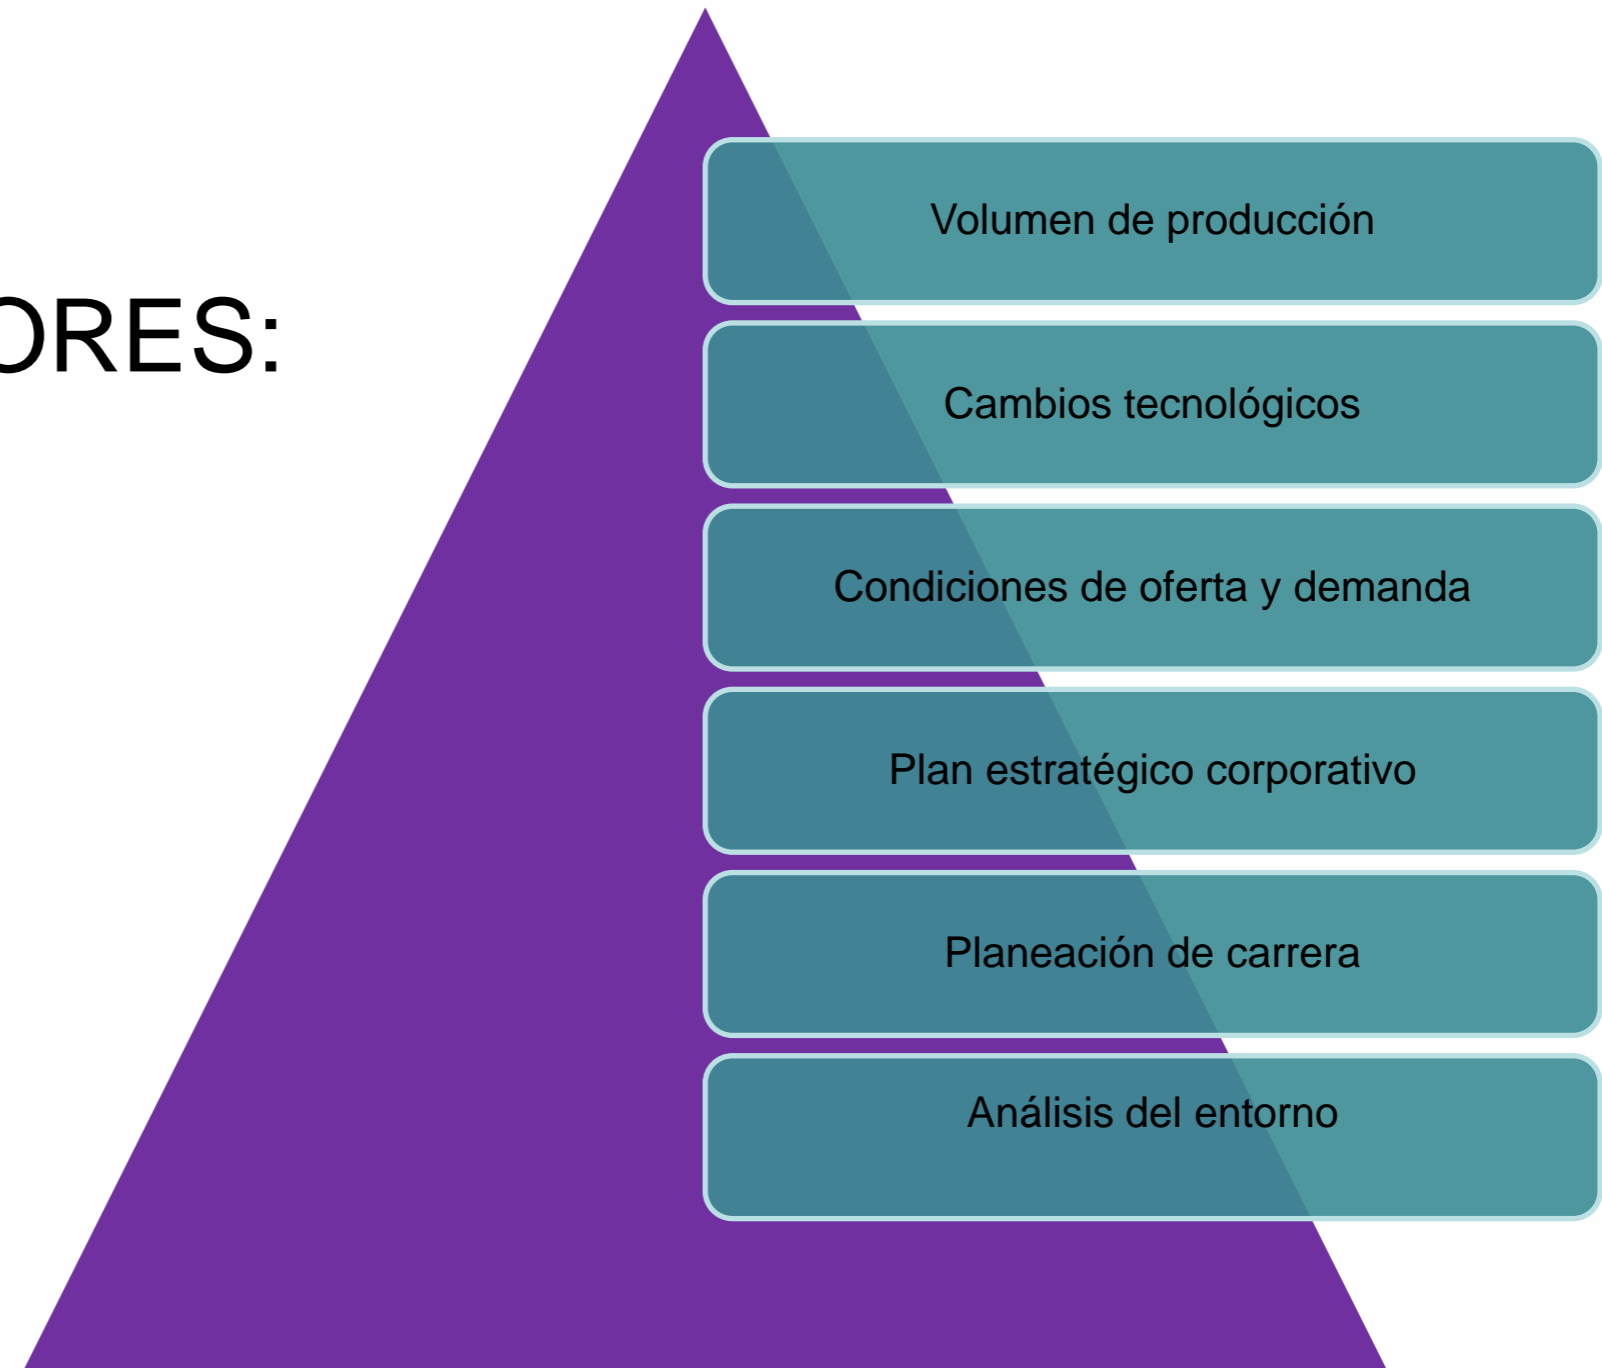 ORES:
Volumen de producción
Cambios tecnológicos
Condiciones de oferta y demanda
Plan estratégico corporativo
Planeación de carrera
Análisis del entorno